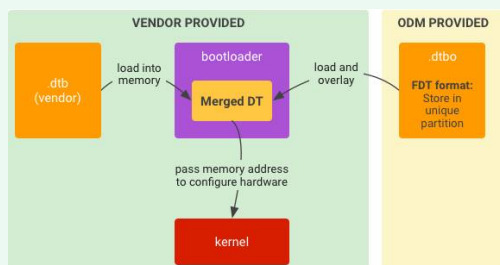 VENDOR PROVIDED
ODM PROVIDED
.dtb
(vendor)
load into
memory
bootloader
Merged DT
load and
overlay
.dtbo
FDT format:
Store in
unique
partition
pass memory address
to configure hardware
kernel